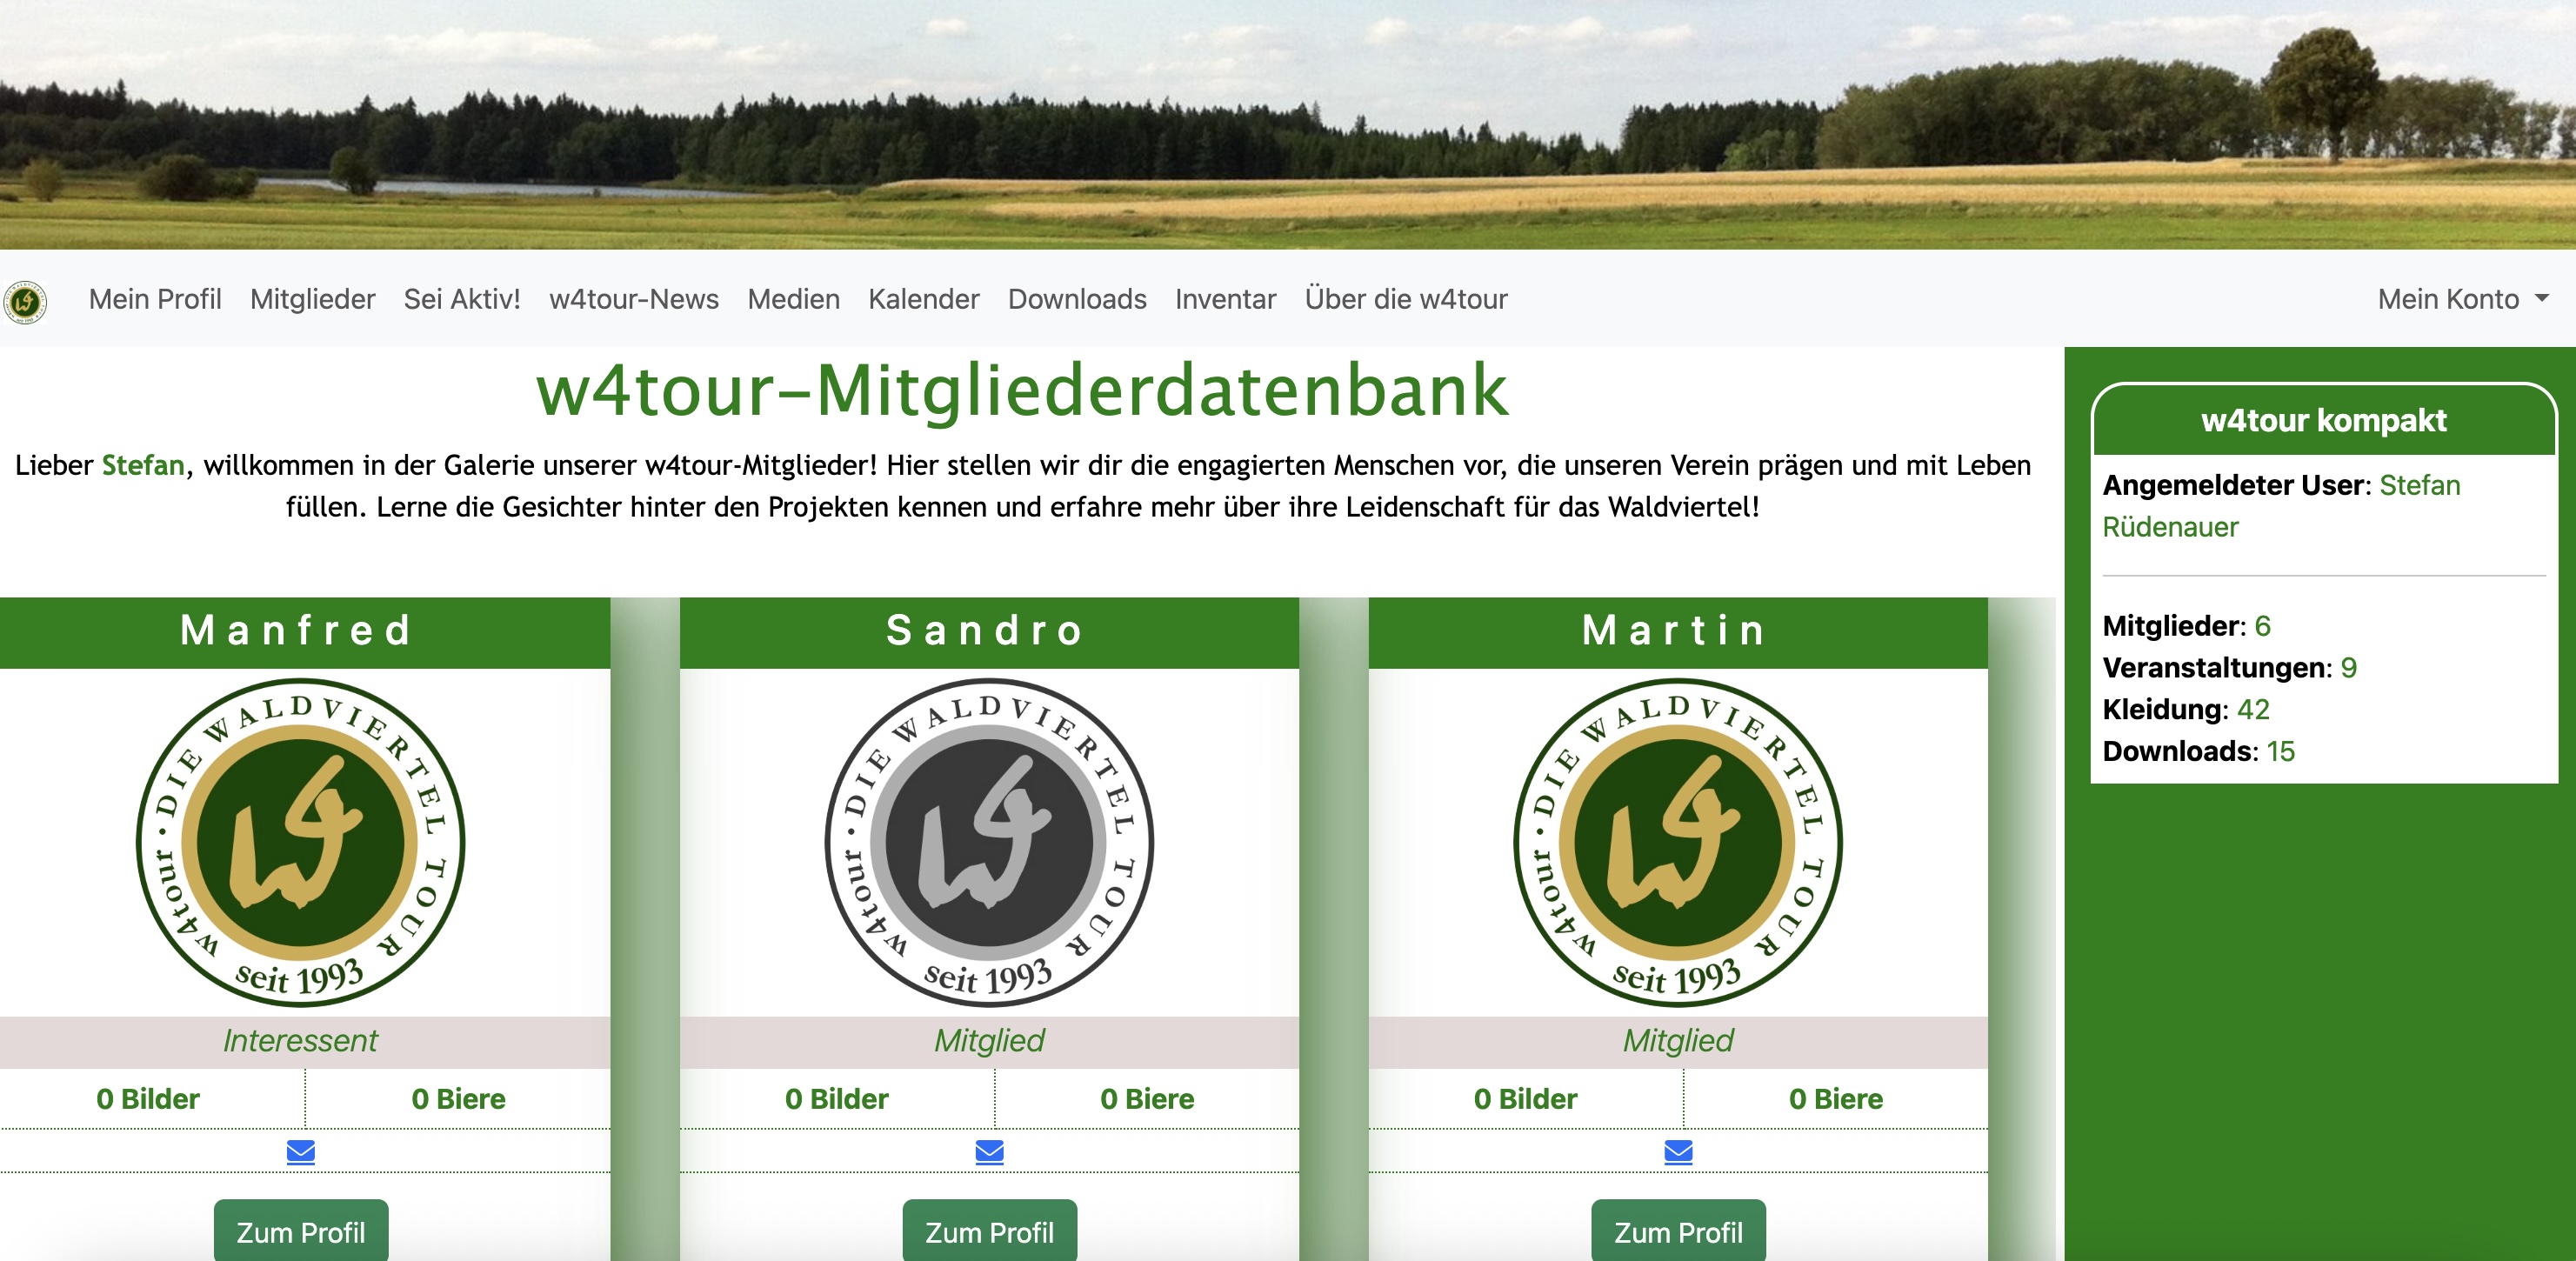 Mein Profil Mitglieder Sei Aktiv! w4tour-News Medien Kalender Downloads Inventar Über die w4tour Mein Konto
w4tour-Mitgliederdatenbank
Lieber Stefan, willkommen in der Galerie unserer w4tour-Mitglieder! Hier stellen wir dir die engagierten Menschen vor, die unseren Verein prägen und mit Leben
füllen. Lerne die Gesichter hinter den Projekten kennen und erfahre mehr über ihre Leidenschaft für das Waldviertel!
Manfred
DIE WALDVIERTEL TOUR
w4tour
seit 1993
Interessent
0 Bilder 0 Biere
Zum Profil
Sandro
DIE WALDVIERTEL TOUR
w4tour
seit 1993
Mitglied
0 Bilder 0 Biere
Zum Profil
Martin
DIE WALDVIERTEL TOUR
w4tour
seit 1993
Mitglied
0 Bilder 0 Biere
Zum Profil
w4tour kompakt
Angemeldeter User: Stefan
Rüdenauer
Mitglieder: 6
Veranstaltungen: 9
Kleidung: 42
Downloads: 15